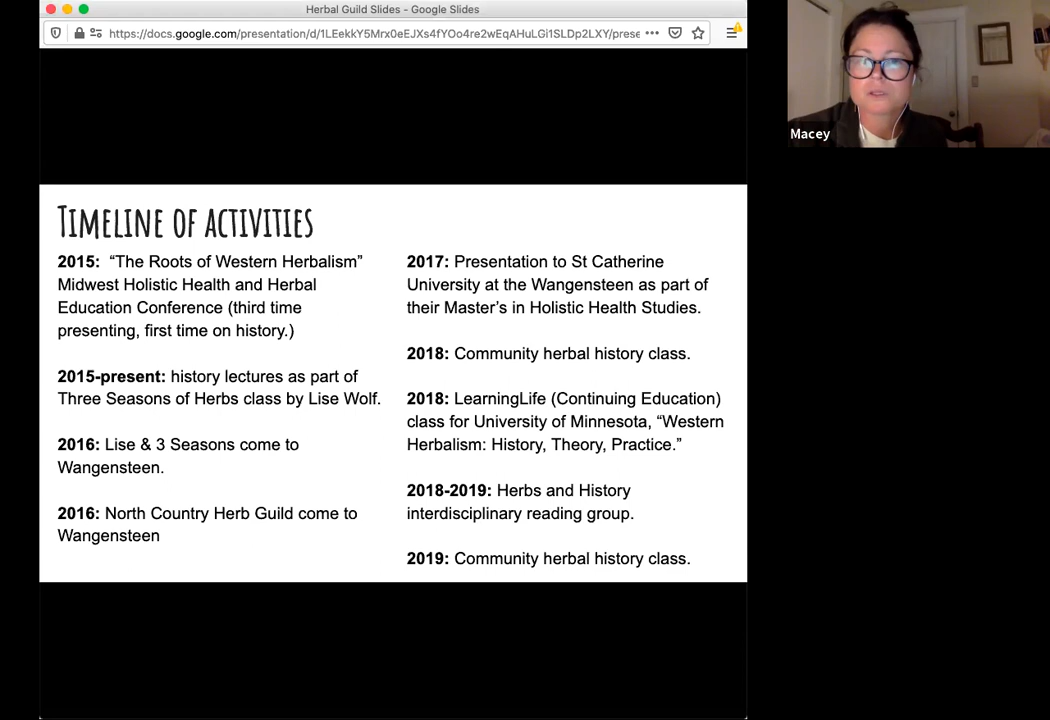 Herbal Guild Slides - Google Slides
https://docs.google.com/presentation/d/1LEekkY5Mrx0eEJXs4fYOo4re2wEqAHuLGi1SLDp2LXY/prese
Macey
TIMELINE OF ACTIVITIES
2015: “The Roots of Western Herbalism”
Midwest Holistic Health and Herbal
Education Conference (third time
presenting, first time on history.)
2015-present: history lectures as part of
Three Seasons of Herbs class by Lise Wolf.
2016: Lise & 3 Seasons come to
Wangensteen.
2016: North Country Herb Guild come to
Wangensteen
2017: Presentation to St Catherine
University at the Wangensteen as part of
their Master’s in Holistic Health Studies.
2018: Community herbal history class.
2018: LearningLife (Continuing Education)
class for University of Minnesota, “Western
Herbalism: History, Theory, Practice.”
2018-2019: Herbs and History
interdisciplinary reading group.
2019: Community herbal history class.